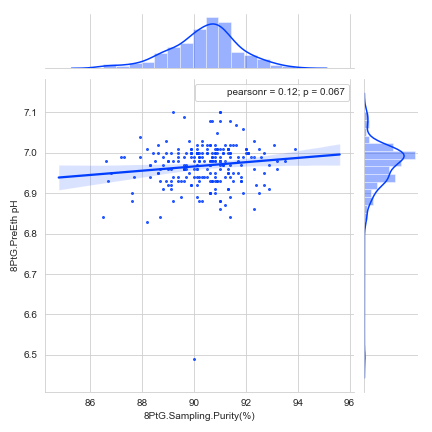 pearsonr = 0.12; p = 0.067
7.1
7.0
6.9
6.8
6.7
6.6
6.5
8PtG.PreEth pH
86 88 90 92 94 96
8PtG.Sampling.Purity(%)